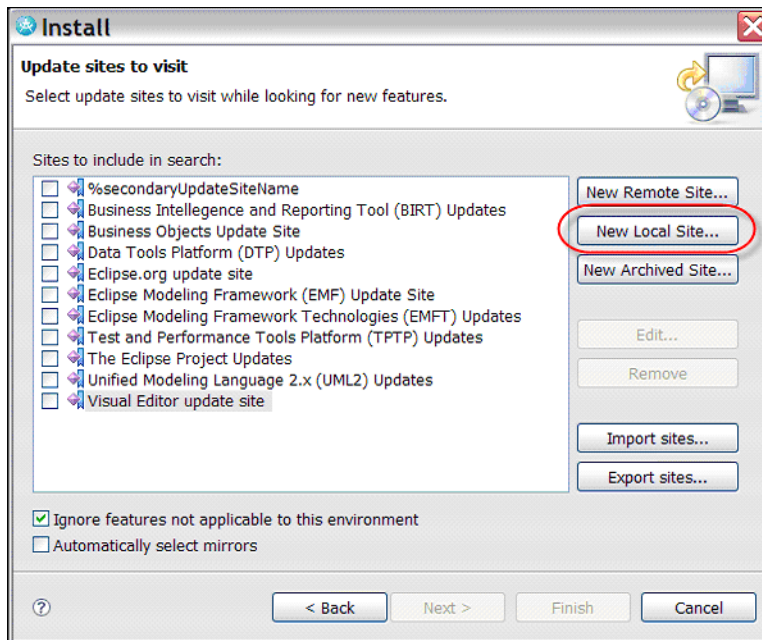 Install
Update sites to visit
Select update sites to visit while looking for new features.
Sites to include in search:
%secondaryUpdateSiteName
Business Intellegence and Reporting Tool (BIRT) Updates
Business Objects Update Site
Data Tools Platform (DTP) Updates
Eclipse.org update site
Eclipse Modeling Framework (EMF) Update Site
Eclipse Modeling Framework Technologies (EMFT) Updates
Test and Performance Tools Platform (TPTP) Updates
The Eclipse Project Updates
Unified Modeling Language 2.x (UML2) Updates
Visual Editor update site
New Remote Site...
New Local Site...
New Archived Site...
Edit...
Remove
Import sites...
Export sites...
Ignore features not applicable to this environment
Automatically select mirrors
< Back
Next >
Finish
Cancel